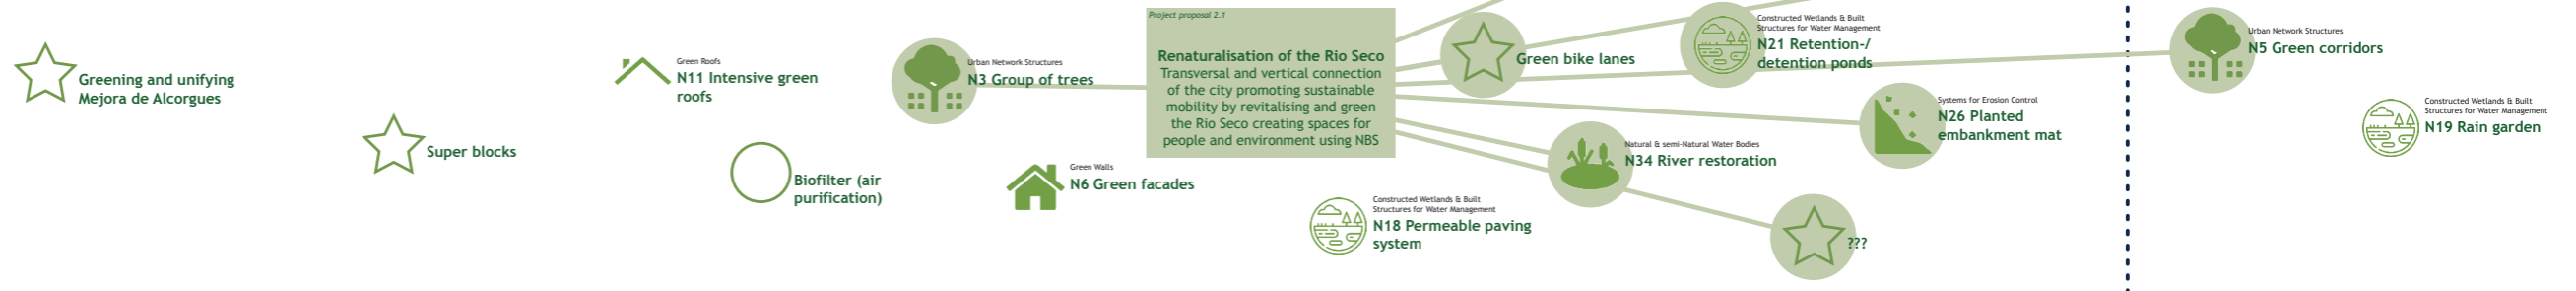 Greening and unifying
Mejora de Alcorgues
Super blocks
Green Roofs
N11 Intensive green
roofs
Biofilter (air
purification)
Urban Network Structures
N3 Group of trees
Green Walls
N6 Green facades
Project proposal 2.1
Renaturalisation of the Rio Seco
Transversal and vertical connection
of the city promoting sustainable
mobility by revitalising and green
the Rio Seco creating spaces for
people and environment using NBS
Constructed Wetlands & Built
Structures for Water Management
N18 Permeable paving
system
Green bike lanes
Natural & semi-Natural Water Bodies
N34 River restoration
Constructed Wetlands & Built
Structures for Water Management
N21 Retention-/
detention ponds
???
Systems for Erosion Control
N26 Planted
embankment mat
Urban Network Structures
N5 Green corridors
Constructed Wetlands & Built
Structures for Water Management
N19 Rain garden